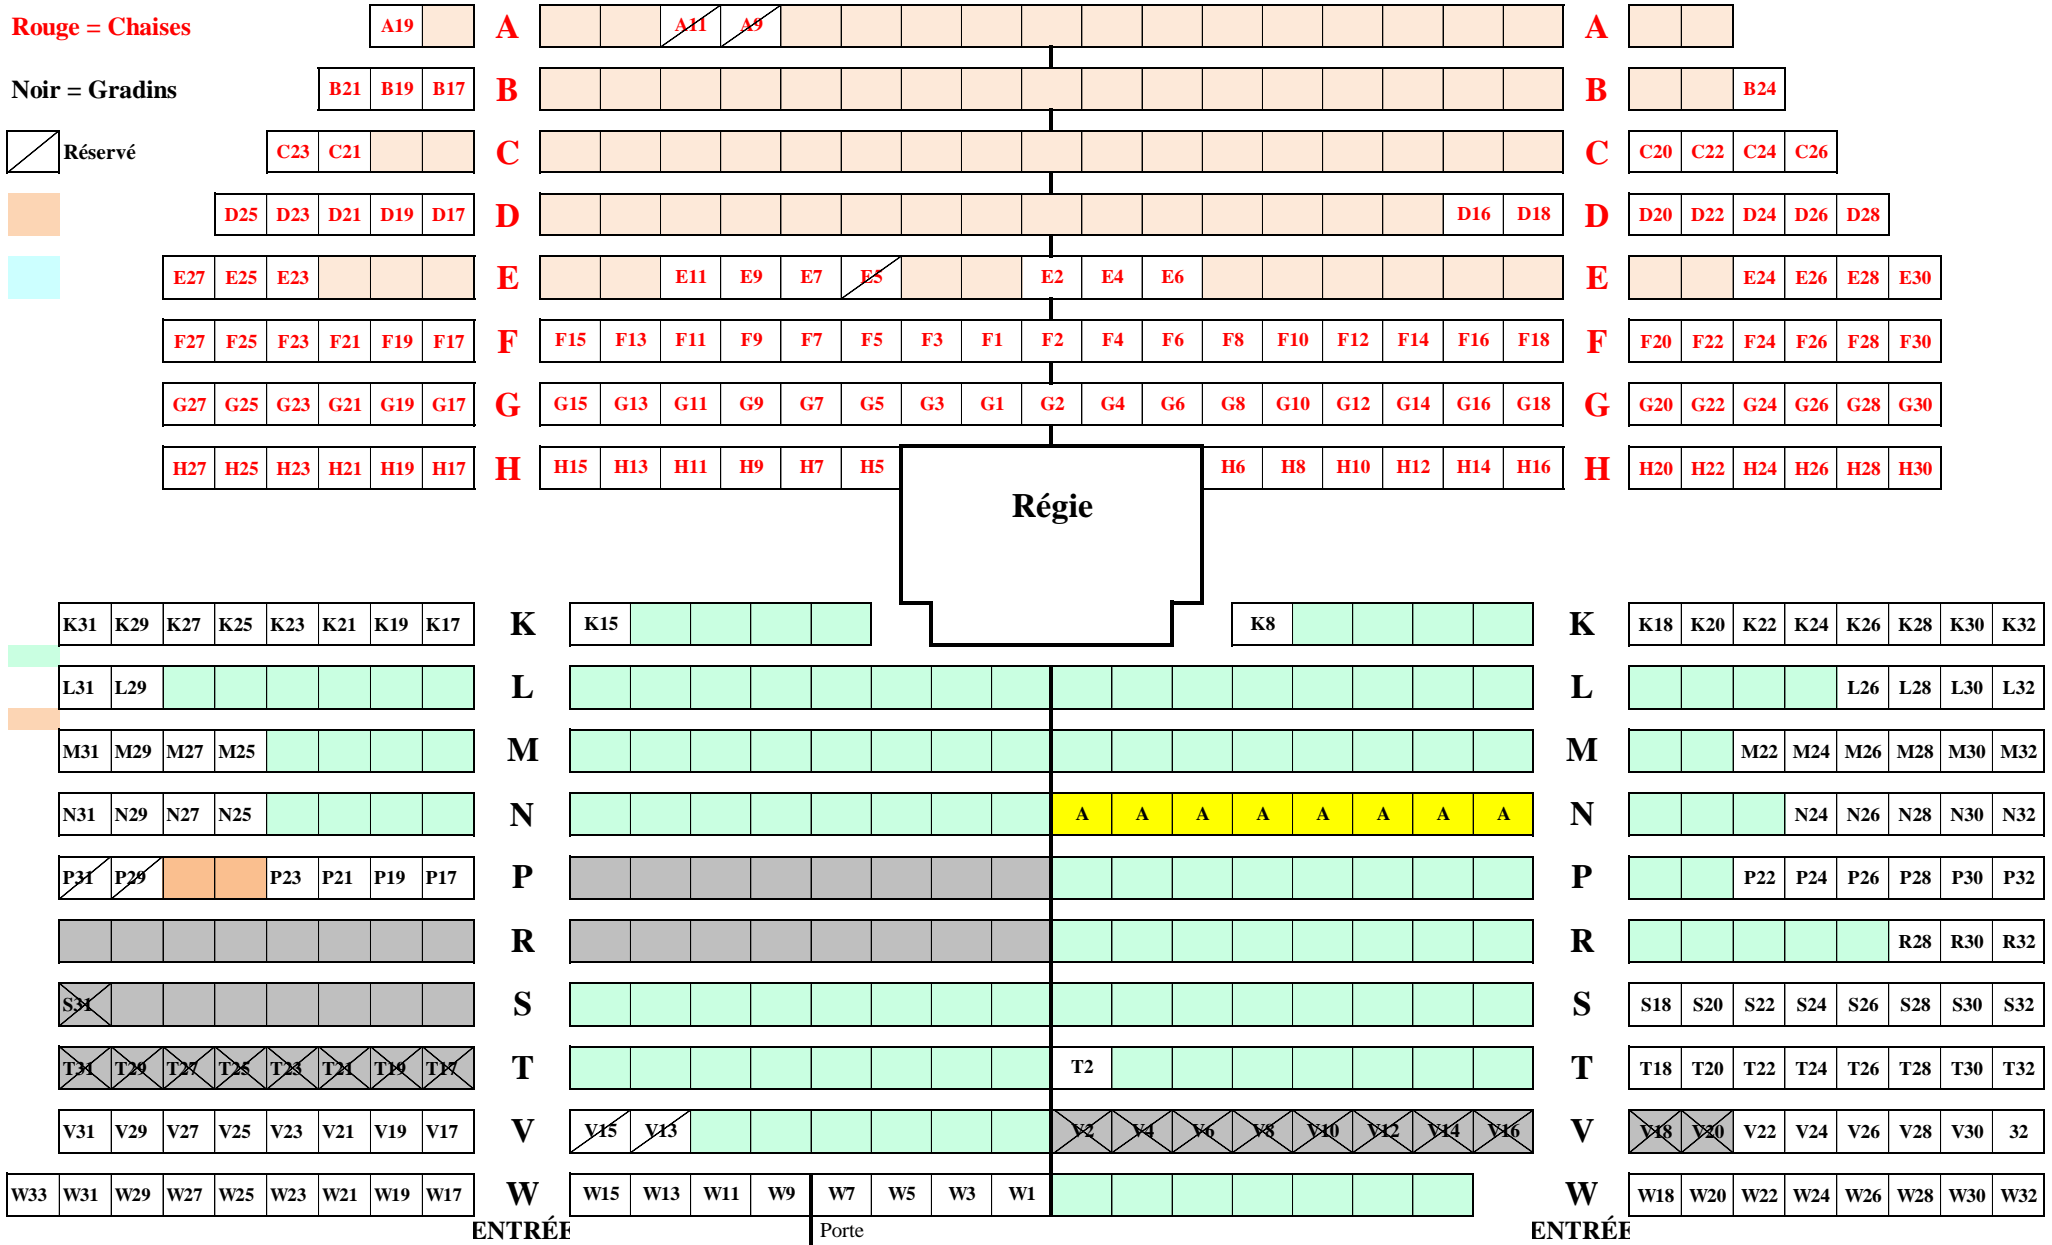 Rouge = Chaises A19 A A11 A9 A
Noir = Gradins B21 B19 B17 B B B24
Réservé C23 C21 C C C20 C22 C24 C26
D25 D23 D21 D19 D17 D D16 D18 D D20 D22 D24 D26 D28
E27 E25 E23 E E11 E9 E7 E5 E2 E4 E6 E E24 E26 E28 E30
F27 F25 F23 F21 F19 F17 F F15 F13 F11 F9 F7 F5 F3 F1 F2 F4 F6 F8 F10 F12 F14 F16 F18 F F20 F22 F24 F26 F28 F30
G27 G25 G23 G21 G19 G17 G G15 G13 G11 G9 G7 G5 G3 G1 G2 G4 G6 G8 G10 G12 G14 G16 G18 G G20 G22 G24 G26 G28 G30
H27 H25 H23 H21 H19 H17 H H15 H13 H11 H9 H7 H5 H6 H8 H10 H12 H14 H16 H H20 H22 H24 H26 H28 H30
Régie
K31 K29 K27 K25 K23 K21 K19 K17 K K15 K8 K K18 K20 K22 K24 K26 K28 K30 K32
L31 L29 L L L26 L28 L30 L32
M31 M29 M27 M25 M M M22 M24 M26 M28 M30 M32
N31 N29 N27 N25 N A A A A A A A A N N24 N26 N28 N30 N32
P31 P29 P23 P21 P19 P17 P P P22 P24 P26 P28 P30 P32
R R R28 R30 R32
S31 S S S18 S20 S22 S24 S26 S28 S30 S32
T31 T29 T27 T25 T23 T21 T19 T17 T T2 T T18 T20 T22 T24 T26 T28 T30 T32
V31 V29 V27 V25 V23 V21 V19 V17 V V15 V13 V2 V4 V6 V8 V10 V12 V14 V16 V V18 V20 V22 V24 V26 V28 V30 32
W33 W31 W29 W27 W25 W23 W21 W19 W17 W W15 W13 W11 W9 W7 W5 W3 W1 W W18 W20 W22 W24 W26 W28 W30 W32
ENTRÉE Porte ENTRÉE